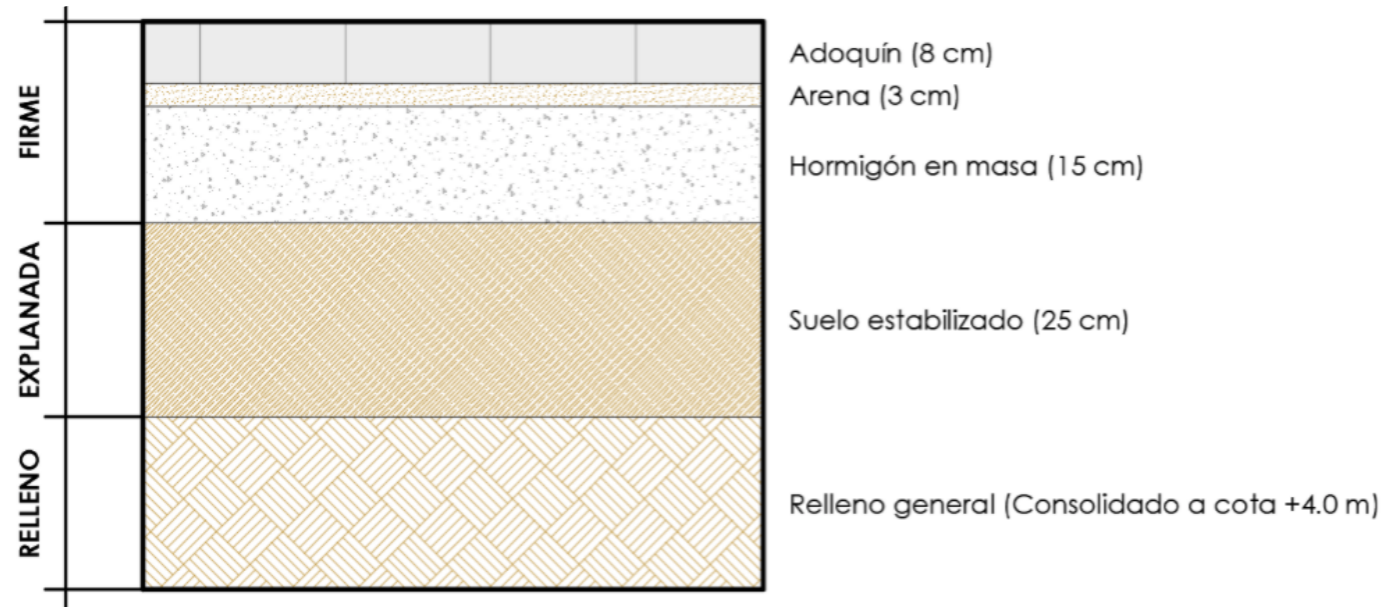 FIRME
Adoquín (8 cm)
Arena (3 cm)
Hormigón en masa (15 cm)
EXPLANADA
Suelo estabilizado (25 cm)
RELLENO
Relleno general (Consolidado a cota +4.0 m)